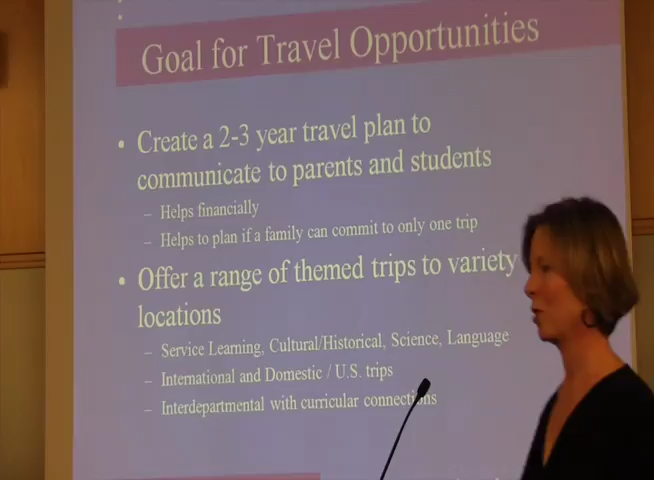 Goal for Travel Opportunities
• Create a 2-3 year travel plan to
communicate to parents and students
– Helps financially
– Helps to plan if a family can commit to only one trip
• Offer a range of themed trips to variety
locations
– Service Learning, Cultural/Historical, Science, Language
– International and Domestic / U.S. trips
– Interdepartmental with curricular connections